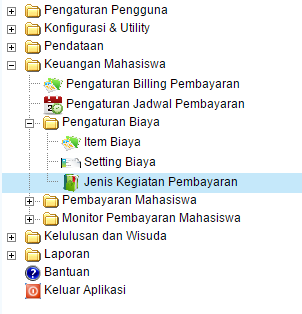 Pengaturan Pengguna
Konfigurasi & Utility
Pendataan
Keuangan Mahasiswa
Pengaturan Billing Pembayaran
Pengaturan Jadwal Pembayaran
Pengaturan Biaya
Item Biaya
Setting Biaya
Jenis Kegiatan Pembayaran
Pembayaran Mahasiswa
Monitor Pembayaran Mahasiswa
Kelulusan dan Wisuda
Laporan
Bantuan
Keluar Aplikasi